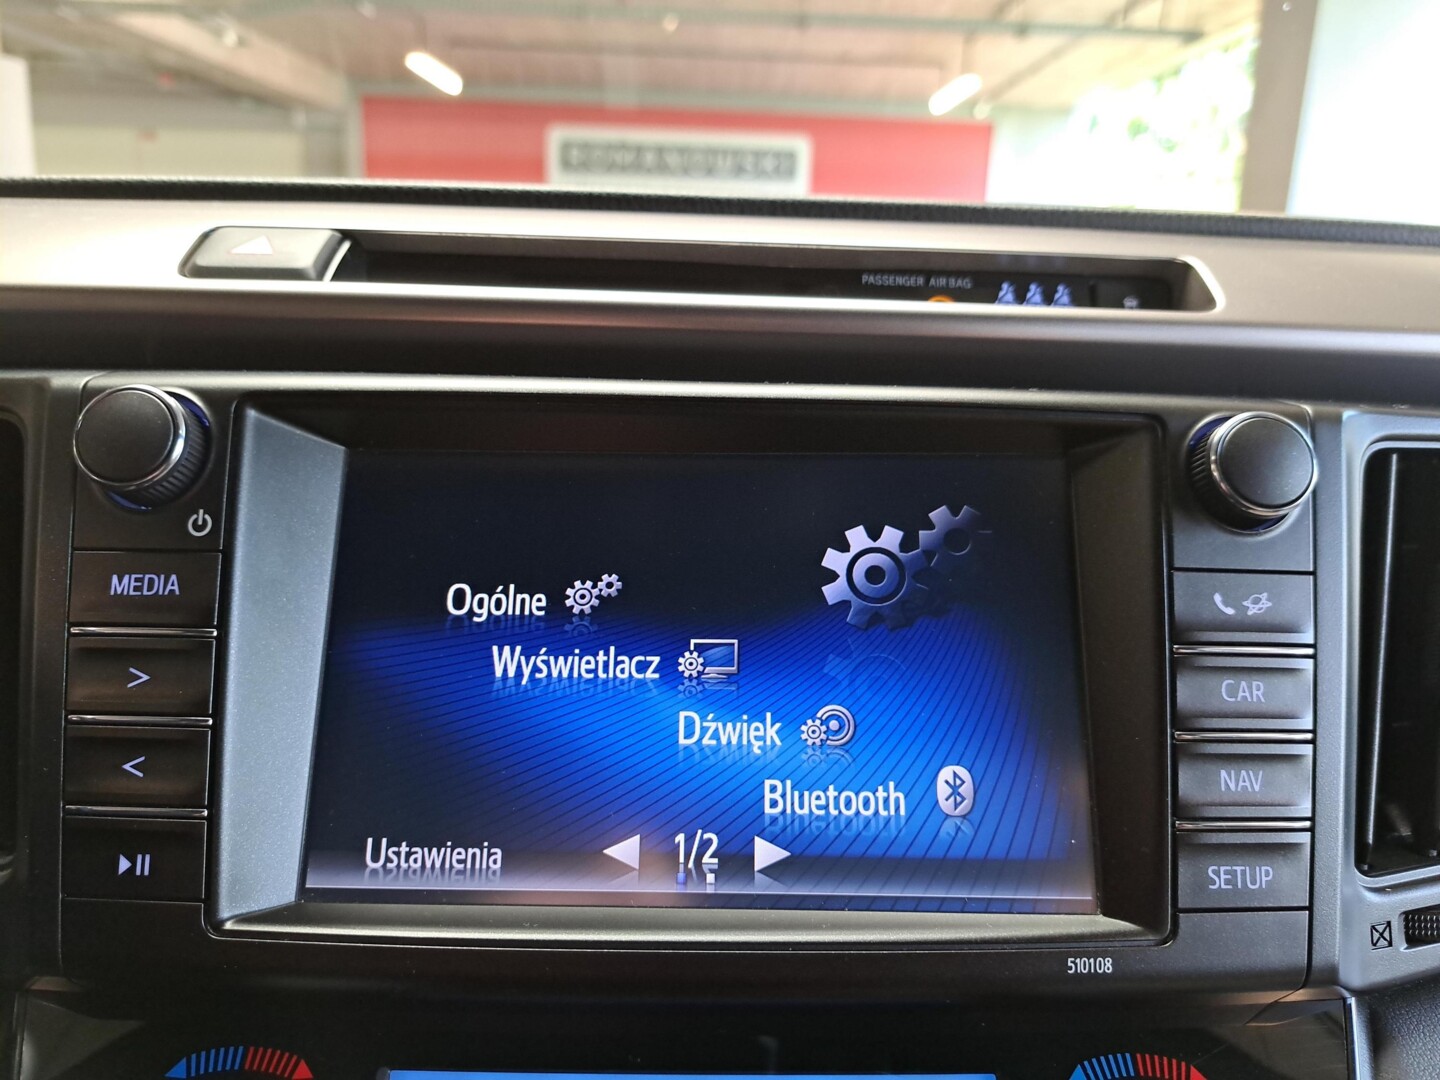 PASSENGER AIR BAG
MEDIA
>
<
Ogólne
Wyświetlacz
Dźwięk
Bluetooth
Ustawienia
1/2
CAR
NAV
SETUP
510108